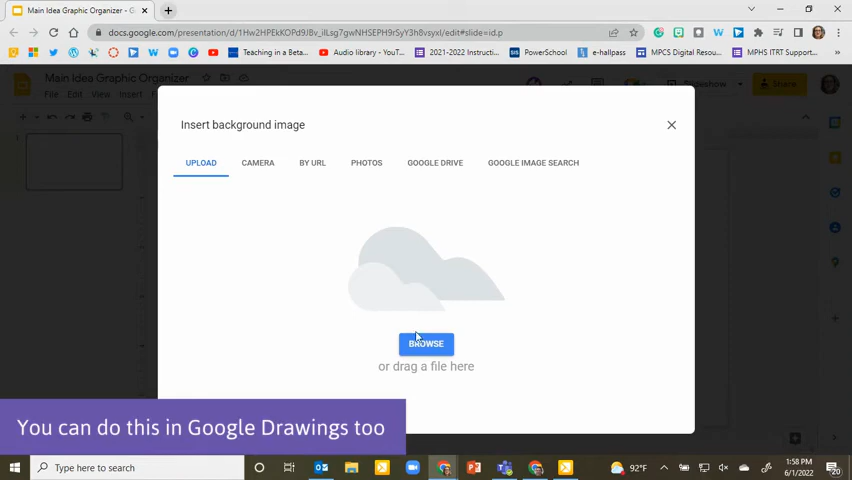 Main Idea Graphic Organizer -
docs.google.com/presentation/d/1Hw2HPEkKOPd9JBv_iLsg7gwNHSEPH9rSyY3h8vsyxI/edit#slide=id.p
Teaching in a Beta...
Audio library - YouT...
2021-2022 Instructi...
PowerSchool
e-hallpass
MPCS Digital Resou...
MPHS ITRT Support...
Main Idea Graphic Organizer
File Edit View Insert
Slideshow
Share
1
Insert background image
UPLOAD
CAMERA
BY URL
PHOTOS
GOOGLE DRIVE
GOOGLE IMAGE SEARCH
BROWSE
or drag a file here
You can do this in Google Drawings too
Type here to search
92°F
1:58 PM
6/1/2022
20